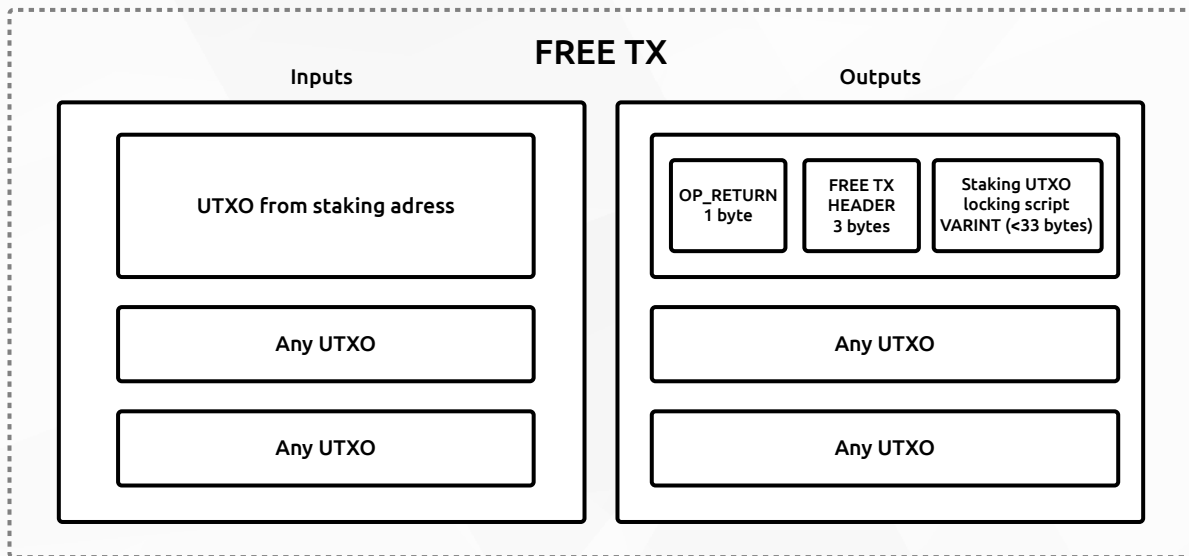 FREE TX
Inputs
UTXO from staking adress
Any UTXO
Any UTXO
Outputs
OP_RETURN
1 byte
FREE TX
HEADER
3 bytes
Staking UTXO
locking script
VARINT (<33 bytes)
Any UTXO
Any UTXO